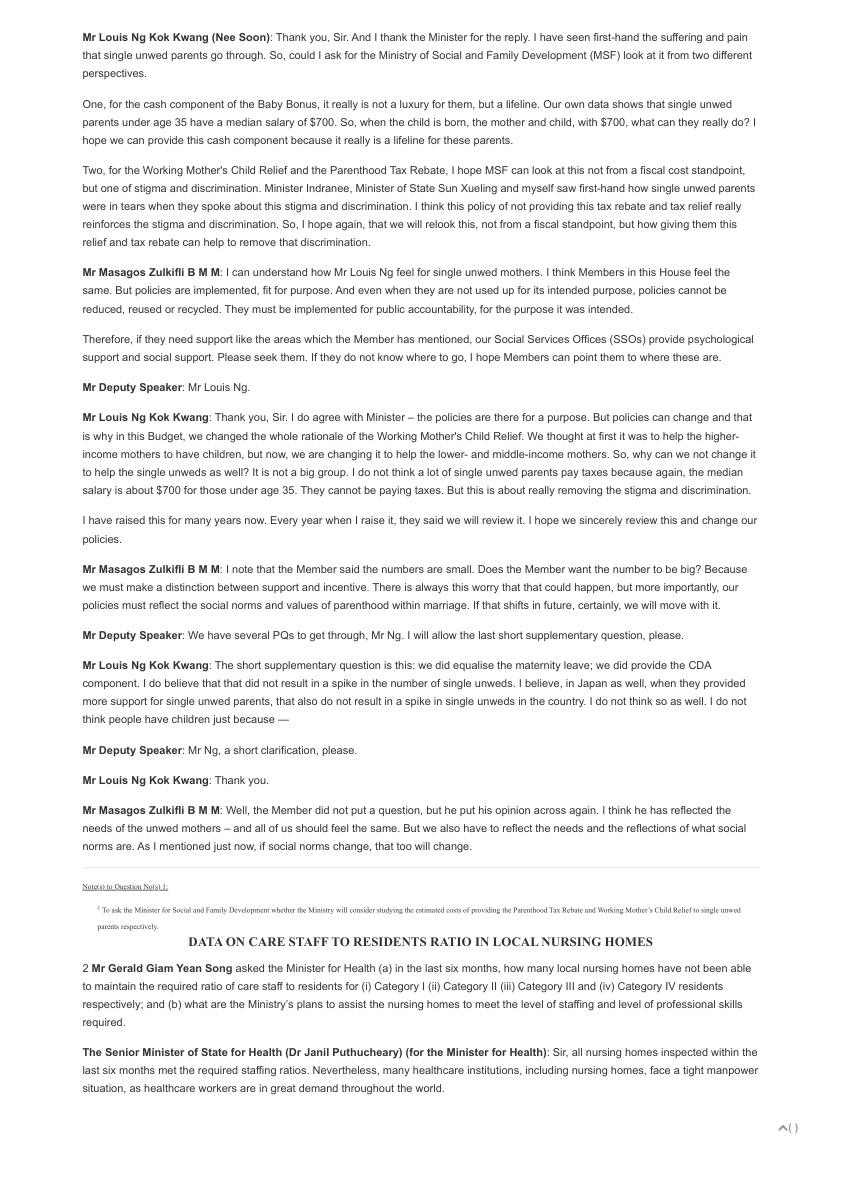 Mr Louis Ng Kok Kwang (Nee Soon): Thank you, Sir. And I thank the Minister for the reply. I have seen first-hand the suffering and pain
that single unwed parents go through. So, could I ask for the Ministry of Social and Family Development (MSF) look at it from two different
perspectives.
One, for the cash component of the Baby Bonus, it really is not a luxury for them, but a lifeline. Our own data shows that single unwed
parents under age 35 have a median salary of $700. So, when the child is born, the mother and child, with $700, what can they really do? I
hope we can provide this cash component because it really is a lifeline for these parents.
Two, for the Working Mother's Child Relief and the Parenthood Tax Rebate, I hope MSF can look at this not from a fiscal cost standpoint,
but one of stigma and discrimination. Minister Indranee, Minister of State Sun Xueling and myself saw first-hand how single unwed parents
were in tears when they spoke about this stigma and discrimination. I think this policy of not providing this tax rebate and tax relief really
reinforces the stigma and discrimination. So, I hope again, that we will relook this, not from a fiscal standpoint, but how giving them this
relief and tax rebate can help to remove that discrimination.
Mr Masagos Zulkifli B M M: I can understand how Mr Louis Ng feel for single unwed mothers. I think Members in this House feel the
same. But policies are implemented, fit for purpose. And even when they are not used up for its intended purpose, policies cannot be
reduced, reused or recycled. They must be implemented for public accountability, for the purpose it was intended.
Therefore, if they need support like the areas which the Member has mentioned, our Social Services Offices (SSOs) provide psychological
support and social support. Please seek them. If they do not know where to go, I hope Members can point them to where these are.
Mr Deputy Speaker: Mr Louis Ng.
Mr Louis Ng Kok Kwang: Thank you, Sir. I do agree with Minister – the policies are there for a purpose. But policies can change and that
is why in this Budget, we changed the whole rationale of the Working Mother's Child Relief. We thought at first it was to help the higher-
income mothers to have children, but now, we are changing it to help the lower- and middle-income mothers. So, why can we not change it
to help the single unweds as well? It is not a big group. I do not think a lot of single unwed parents pay taxes because again, the median
salary is about $700 for those under age 35. They cannot be paying taxes. But this is about really removing the stigma and discrimination.
I have raised this for many years now. Every year when I raise it, they said we will review it. I hope we sincerely review this and change our
policies.
Mr Masagos Zulkifli B M M: I note that the Member said the numbers are small. Does the Member want the number to be big? Because
we must make a distinction between support and incentive. There is always this worry that that could happen, but more importantly, our
policies must reflect the social norms and values of parenthood within marriage. If that shifts in future, certainly, we will move with it.
Mr Deputy Speaker: We have several PQs to get through, Mr Ng. I will allow the last short supplementary question, please.
Mr Louis Ng Kok Kwang: The short supplementary question is this: we did equalise the maternity leave; we did provide the CDA
component. I do believe that that did not result in a spike in the number of single unweds. I believe, in Japan as well, when they provided
more support for single unwed parents, that also do not result in a spike in single unweds in the country. I do not think so as well. I do not
think people have children just because —
Mr Deputy Speaker: Mr Ng, a short clarification, please.
Mr Louis Ng Kok Kwang: Thank you.
Mr Masagos Zulkifli B M M: Well, the Member did not put a question, but he put his opinion across again. I think he has reflected the
needs of the unwed mothers – and all of us should feel the same. But we also have to reflect the needs and the reflections of what social
norms are. As I mentioned just now, if social norms change, that too will change.
Note(s) to Question No(s) 1:
1 To ask the Minister for Social and Family Development whether the Ministry will consider studying the estimated costs of providing the Parenthood Tax Rebate and Working Mother's Child Relief to single unwed
parents respectively.
DATA ON CARE STAFF TO RESIDENTS RATIO IN LOCAL NURSING HOMES
2 Mr Gerald Giam Yean Song asked the Minister for Health (a) in the last six months, how many local nursing homes have not been able
to maintain the required ratio of care staff to residents for (i) Category I (ii) Category II (iii) Category III and (iv) Category IV residents
respectively; and (b) what are the Ministry's plans to assist the nursing homes to meet the level of staffing and level of professional skills
required.
The Senior Minister of State for Health (Dr Janil Puthucheary) (for the Minister for Health): Sir, all nursing homes inspected within the
last six months met the required staffing ratios. Nevertheless, many healthcare institutions, including nursing homes, face a tight manpower
situation, as healthcare workers are in great demand throughout the world.
( )